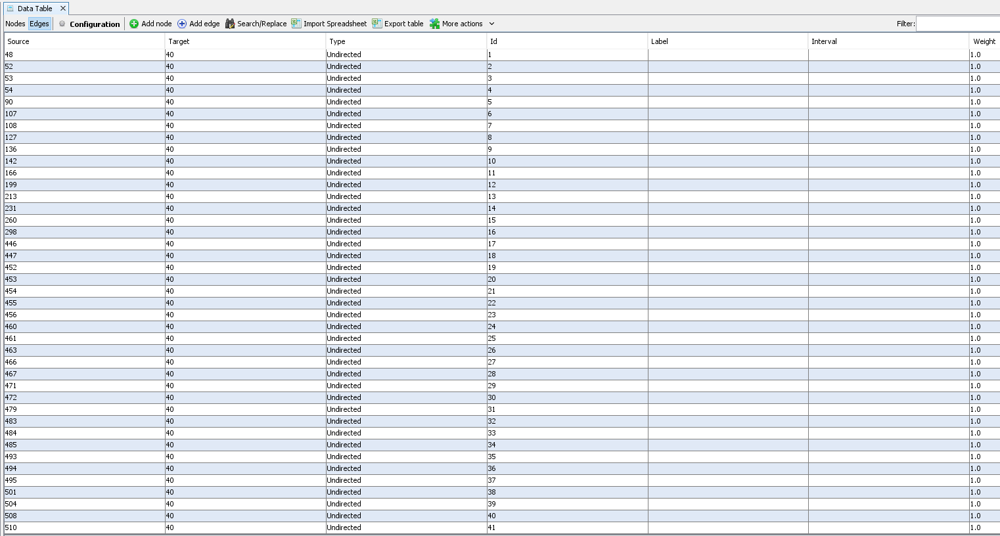 Data Table
Nodes Edges Configuration Add node Add edge Search/Replace Import Spreadsheet Export table More actions Filter:
Source Target Type Id Label Interval Weight
48 40 Undirected 1 1.0
52 40 Undirected 2 1.0
53 40 Undirected 3 1.0
54 40 Undirected 4 1.0
90 40 Undirected 5 1.0
107 40 Undirected 6 1.0
108 40 Undirected 7 1.0
127 40 Undirected 8 1.0
136 40 Undirected 9 1.0
142 40 Undirected 10 1.0
166 40 Undirected 11 1.0
199 40 Undirected 12 1.0
213 40 Undirected 13 1.0
231 40 Undirected 14 1.0
260 40 Undirected 15 1.0
298 40 Undirected 16 1.0
446 40 Undirected 17 1.0
447 40 Undirected 18 1.0
452 40 Undirected 19 1.0
453 40 Undirected 20 1.0
454 40 Undirected 21 1.0
455 40 Undirected 22 1.0
456 40 Undirected 23 1.0
460 40 Undirected 24 1.0
461 40 Undirected 25 1.0
463 40 Undirected 26 1.0
466 40 Undirected 27 1.0
467 40 Undirected 28 1.0
471 40 Undirected 29 1.0
472 40 Undirected 30 1.0
479 40 Undirected 31 1.0
483 40 Undirected 32 1.0
484 40 Undirected 33 1.0
485 40 Undirected 34 1.0
493 40 Undirected 35 1.0
494 40 Undirected 36 1.0
495 40 Undirected 37 1.0
501 40 Undirected 38 1.0
504 40 Undirected 39 1.0
508 40 Undirected 40 1.0
510 40 Undirected 41 1.0